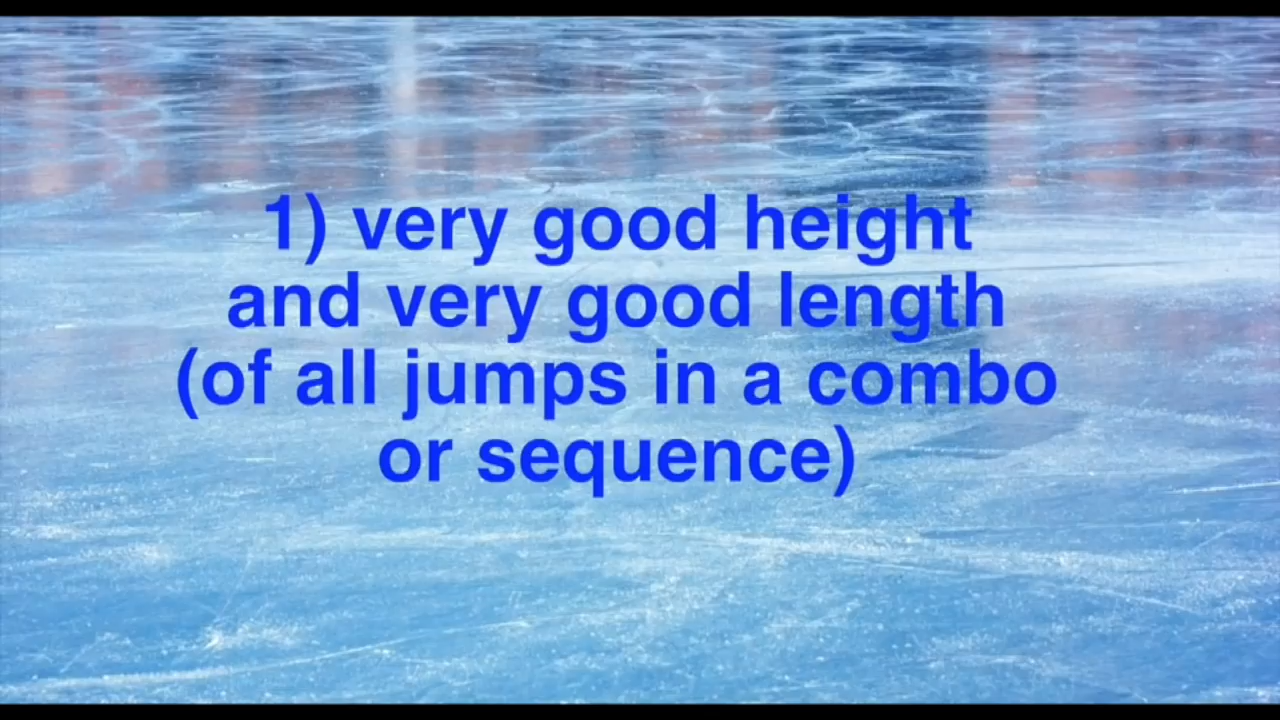 1) very good height
and very good length
(of all jumps in a combo
or sequence)